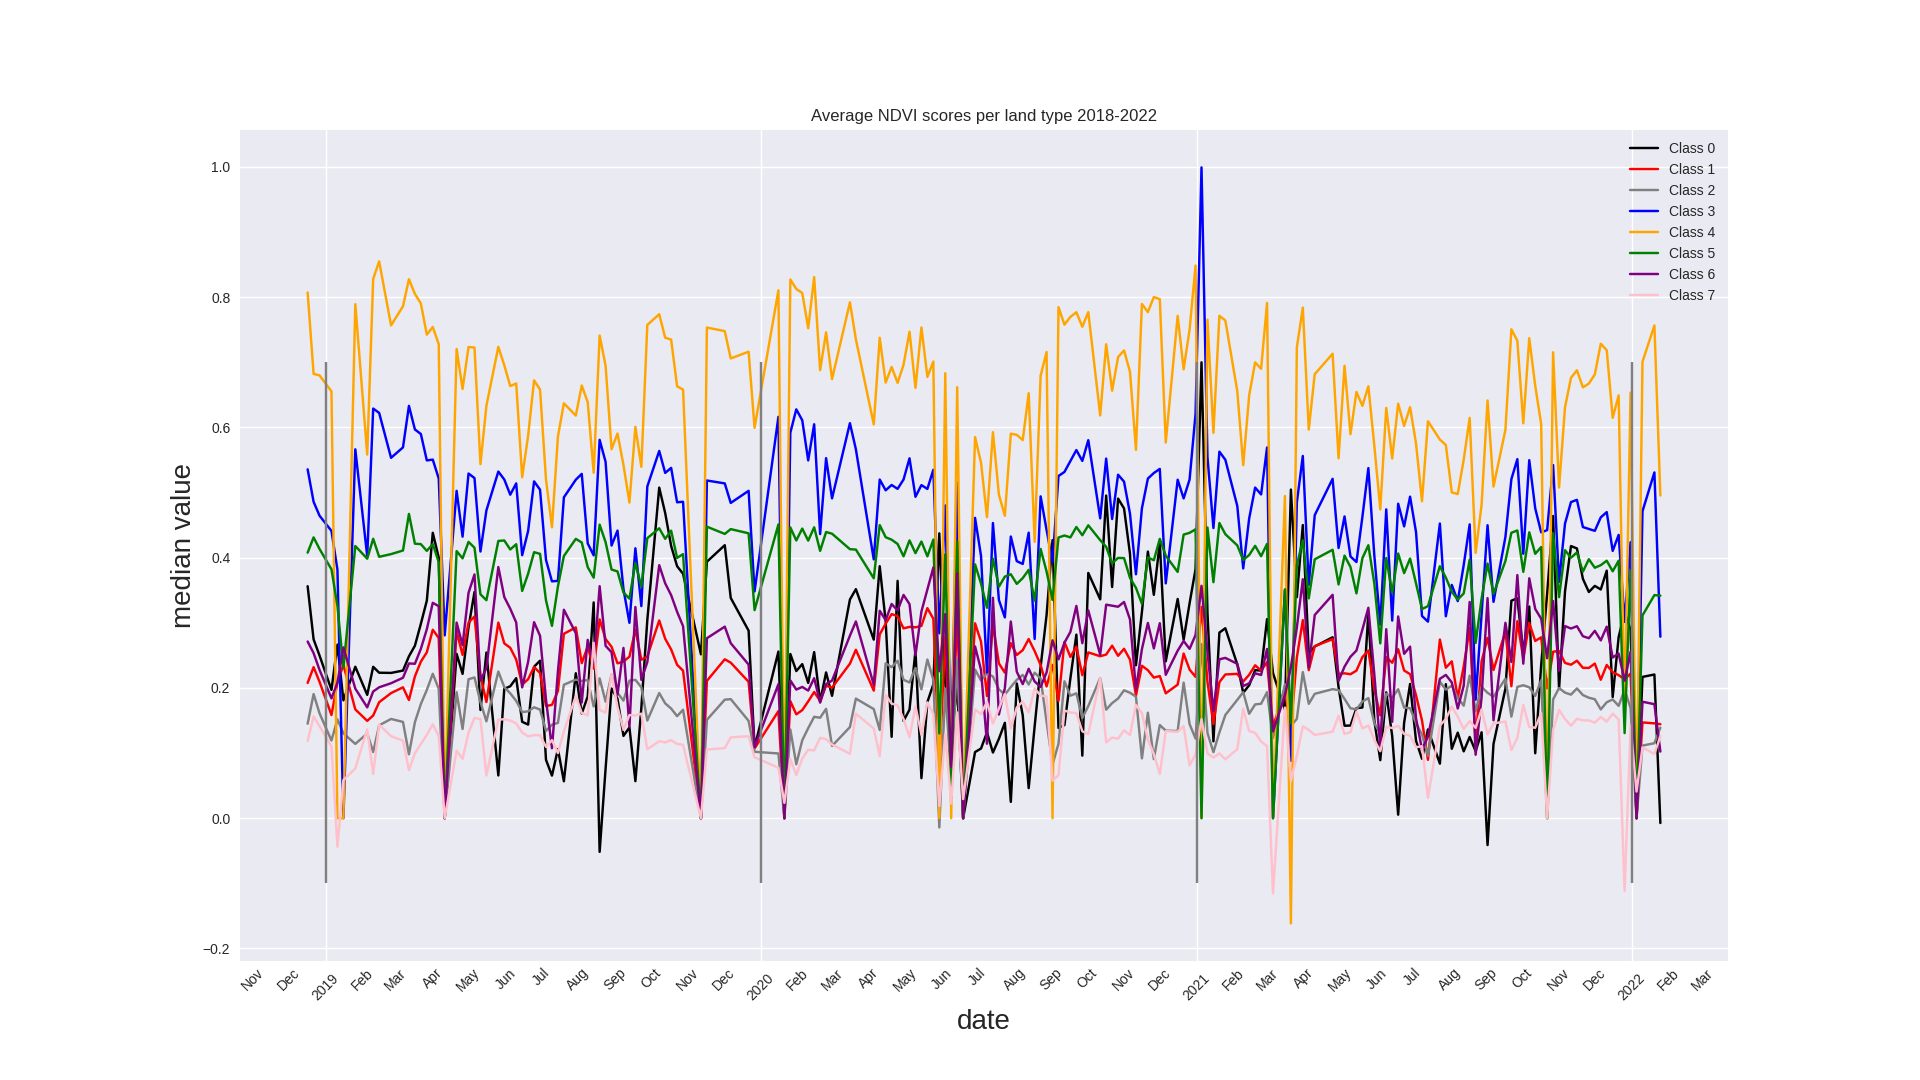 Average NDVI scores per land type 2018-2022
Class 0
Class 1
Class 2
Class 3
Class 4
Class 5
Class 6
Class 7
1.0
0.8
0.6
0.4
0.2
0.0
−0.2
median value
Nov Dec 2019 Feb Mar Apr May Jun Jul Aug Sep Oct Nov Dec 2020 Feb Mar Apr May Jun Jul Aug Sep Oct Nov Dec 2021 Feb Mar Apr May Jun Jul Aug Sep Oct Nov Dec 2022 Feb Mar
date